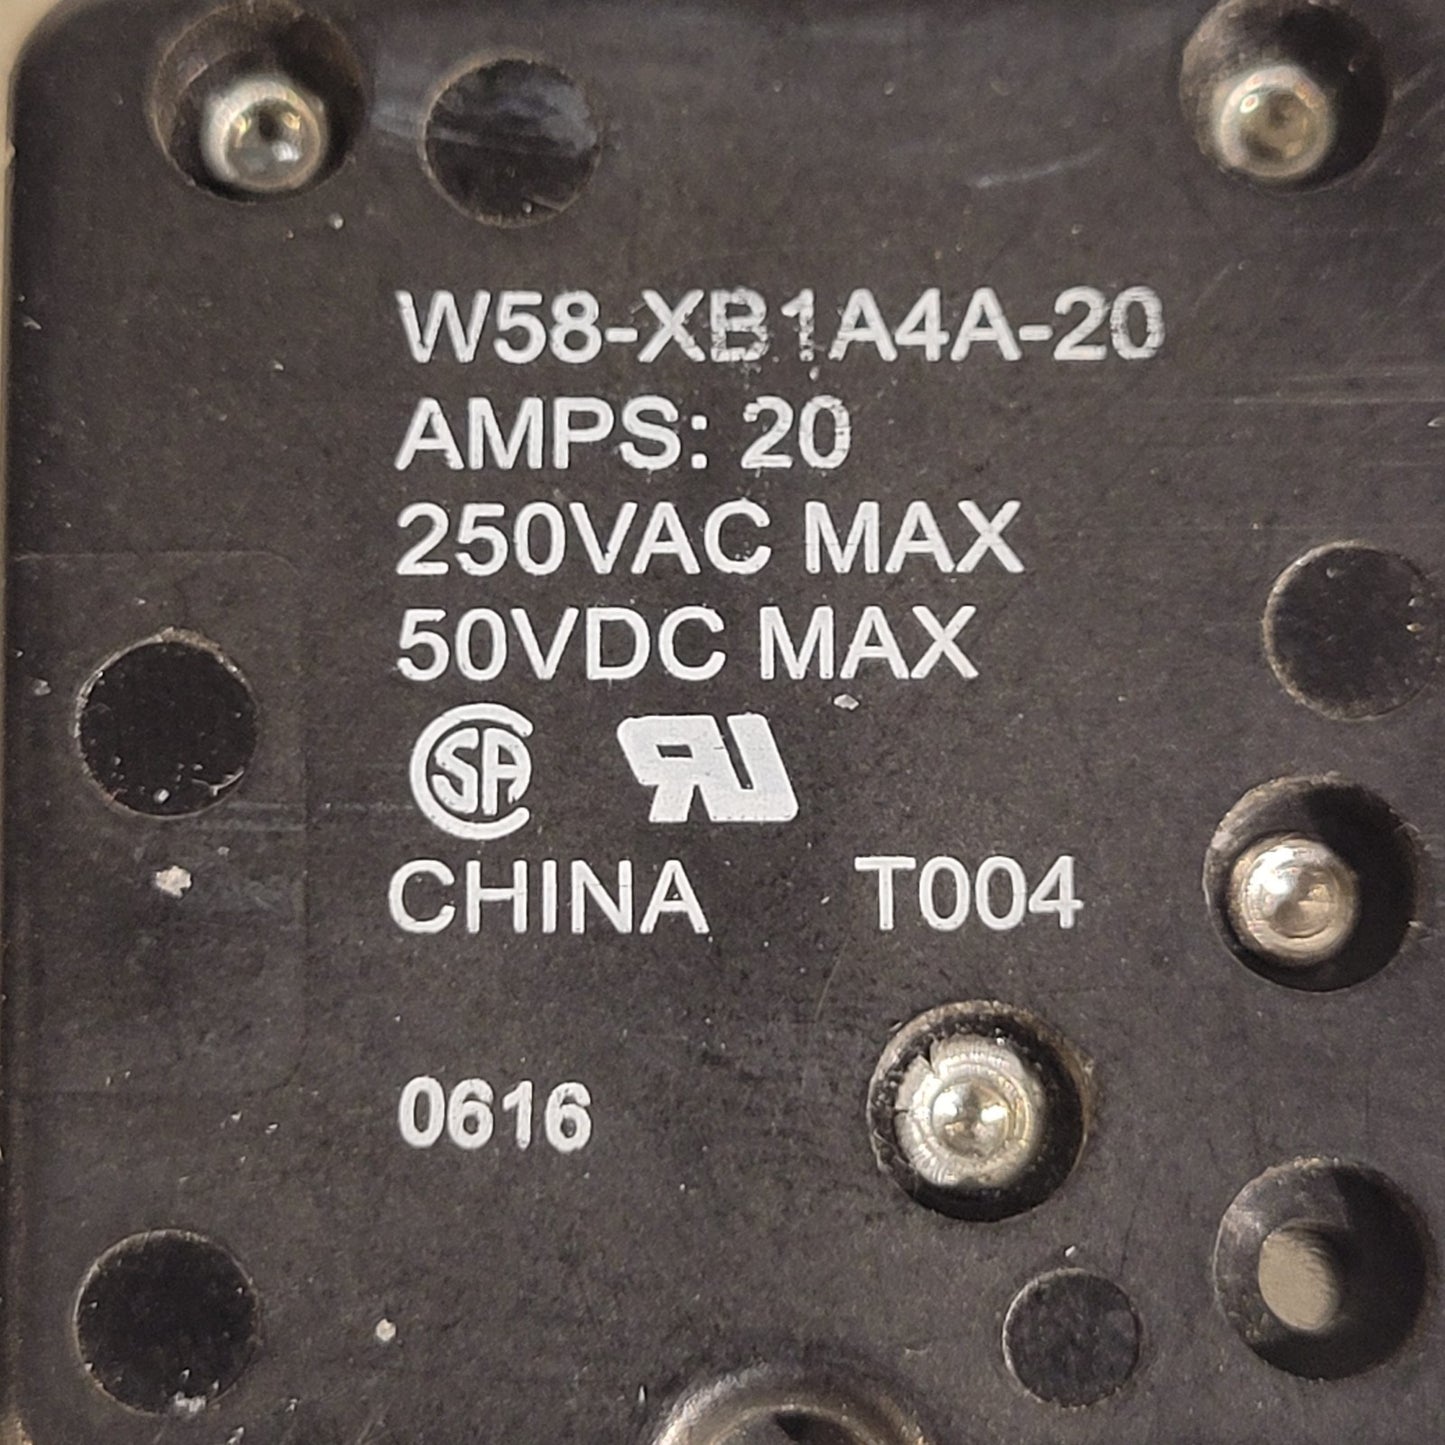 W58-XB1A4A-20
AMPS: 20
250VAC MAX
50VDC MAX
CHINA T004
0616